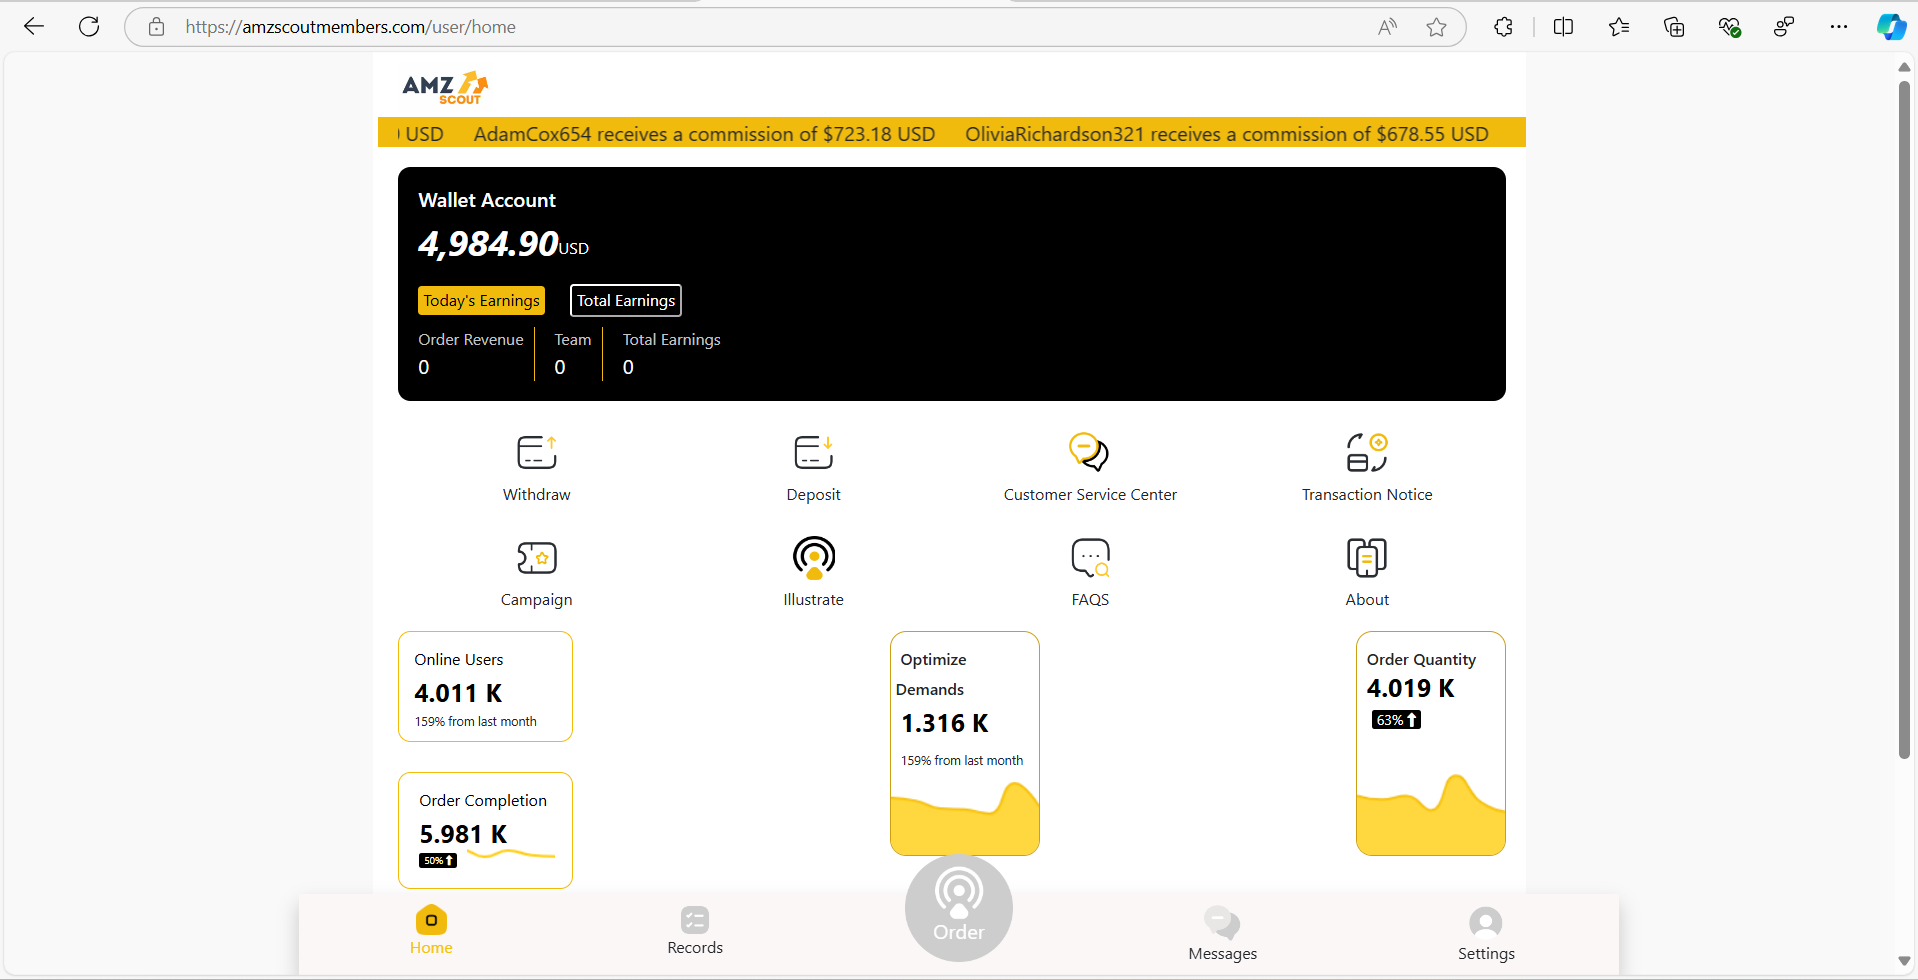 https://amzscoutmembers.com/user/home
AMZ
SCOUT
USD AdamCox654 receives a commission of $723.18 USD OliviaRichardson321 receives a commission of $678.55 USD
Wallet Account
4,984.90USD
Today's Earnings Total Earnings
Order Revenue Team Total Earnings
0 0 0
Withdraw Deposit Customer Service Center Transaction Notice
Campaign Illustrate FAQS About
Online Users
4.011 K
159% from last month
Order Completion
5.981 K
50%
Optimize
Demands
1.316 K
159% from last month
Order Quantity
4.019 K
63%
Home Records Order Messages Settings